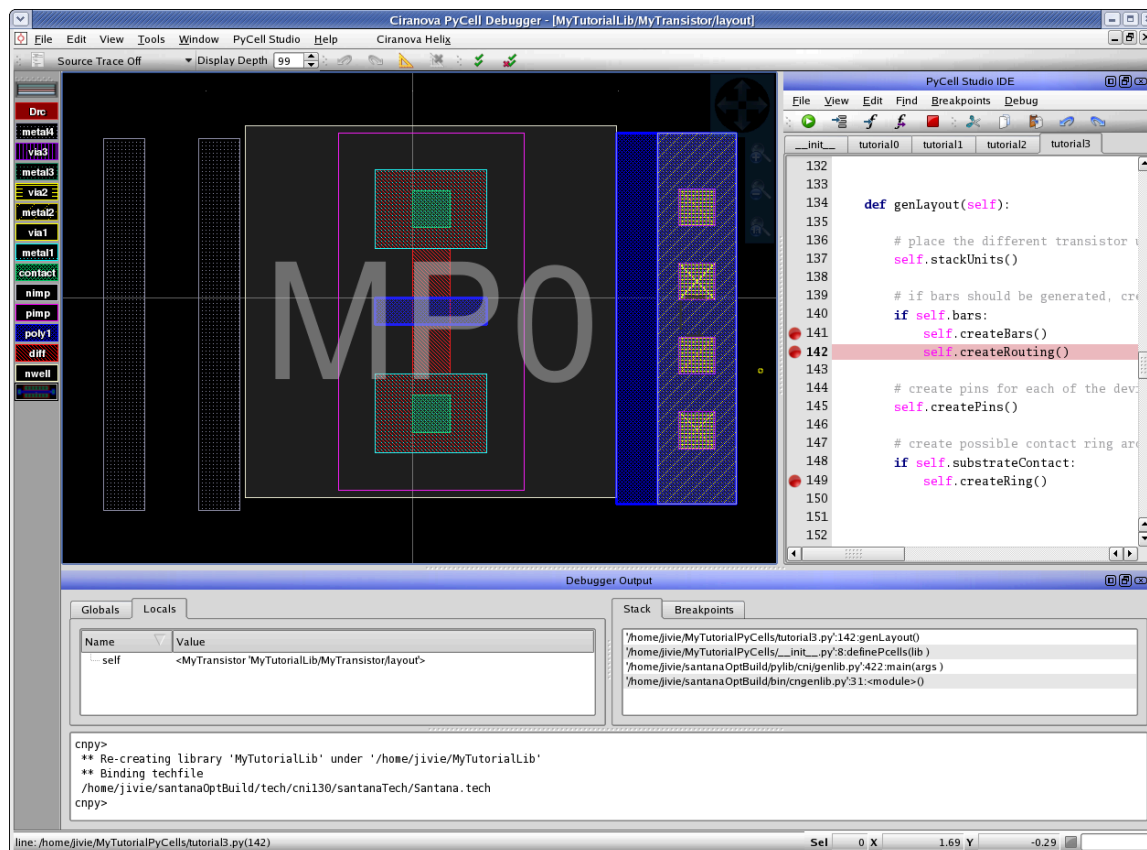 Ciranova PyCell Debugger - [MyTutorialLib/MyTransistor/layout]
File Edit View Tools Window PyCell Studio Help Ciranova Helix
Source Trace Off Display Depth 99
Drc
metal4
via3
metal3
via2
metal2
via1
metal1
contact
nimp
pimp
poly1
diff
nwell
MP0
PyCell Studio IDE
File View Edit Find Breakpoints Debug
__init__ tutorial0 tutorial1 tutorial2 tutorial3
132
133
134 def genLayout(self):
135
136 # place the different transistor
137 self.stackUnits()
138
139 # if bars should be generated, cre
140 if self.bars:
141 self.createBars()
142 self.createRouting()
143
144 # create pins for each of the devi
145 self.createPins()
146
147 # create possible contact ring aro
148 if self.substrateContact:
149 self.createRing()
150
151
152
Debugger Output
Globals Locals
Name Value
self <MyTransistor 'MyTutorialLib/MyTransistor/layout'>
Stack Breakpoints
'/home/jivie/MyTutorialPyCells/tutorial3.py':142:genLayout()
'/home/jivie/MyTutorialPyCells/__init__.py':8:definePcells(lib )
'/home/jivie/santanaOptBuild/pylib/cni/genlib.py':422:main(args )
'/home/jivie/santanaOptBuild/bin/cngenlib.py':31:<module>()
cnpy>
** Re-creating library 'MyTutorialLib' under '/home/jivie/MyTutorialLib'
** Binding techfile
/home/jivie/santanaOptBuild/tech/cni130/santanaTech/Santana.tech
cnpy>
line: /home/jivie/MyTutorialPyCells/tutorial3.py(142) Sel 0 X 1.69 Y -0.29